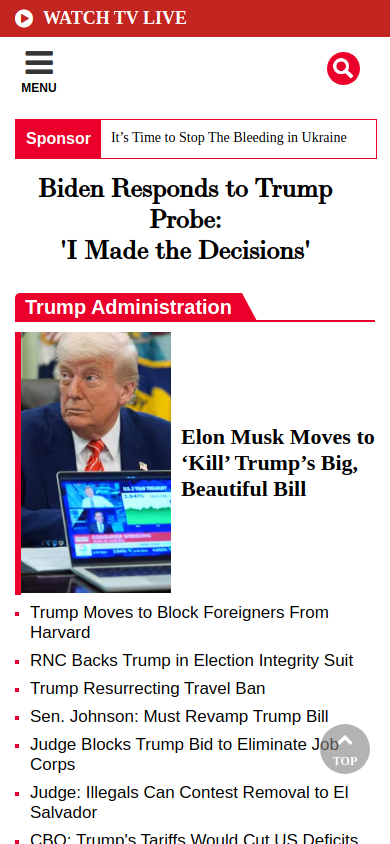 WATCH TV LIVE
MENU
Sponsor It’s Time to Stop The Bleeding in Ukraine
Biden Responds to Trump
Probe:
'I Made the Decisions'
Trump Administration
Elon Musk Moves to
‘Kill’ Trump’s Big,
Beautiful Bill
CONSUMER SPENDING
Trump Moves to Block Foreigners From
Harvard
RNC Backs Trump in Election Integrity Suit
Trump Resurrecting Travel Ban
Sen. Johnson: Must Revamp Trump Bill
Judge Blocks Trump Bid to Eliminate Job
Corps
TOP
Judge: Illegals Can Contest Removal to El
Salvador
CBO: Trump's Tariffs Would Cut US Deficits